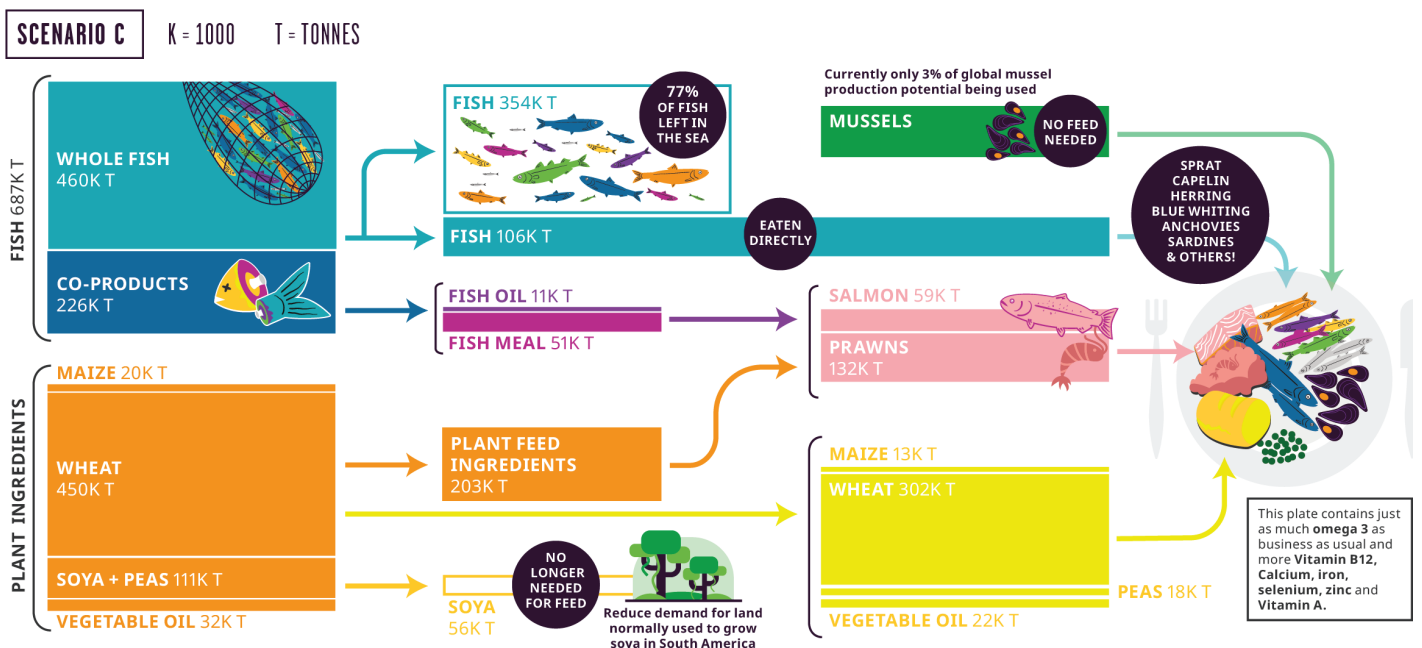 SCENARIO C
K = 1000
T = TONNES
FISH 687K T
WHOLE FISH
460K T
CO-PRODUCTS
226K T
FISH 354K T
77%
OF FISH
LEFT IN
THE SEA
FISH 106K T
EATEN
DIRECTLY
FISH OIL 11K T
FISH MEAL 51K T
Currently only 3% of global mussel
production potential being used
MUSSELS
NO FEED
NEEDED
SPRAT
CAPELIN
HERRING
BLUE WHITING
ANCHOVIES
SARDINES
& OTHERS!
SALMON 59K T
PRAWNS
132K T
PLANT INGREDIENTS
MAIZE 20K T
WHEAT
450K T
SOYA + PEAS 111K T
VEGETABLE OIL 32K T
PLANT FEED
INGREDIENTS
203K T
NO
LONGER
NEEDED
FOR FEED
SOYA
56K T
Reduce demand for land
normally used to grow
soya in South America
MAIZE 13K T
WHEAT 302K T
PEAS 18K T
VEGETABLE OIL 22K T
This plate contains just
as much omega 3 as
business as usual and
more Vitamin B12,
Calcium, iron,
selenium, zinc and
Vitamin A.